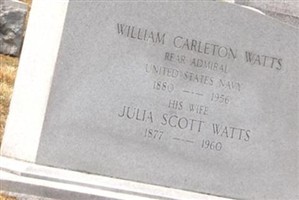 WILLIAM CARLETON WATTS
REAR ADMIRAL
UNITED STATES NAVY
1880 — 1956
HIS WIFE
JULIA SCOTT WATTS
1877 — 1960